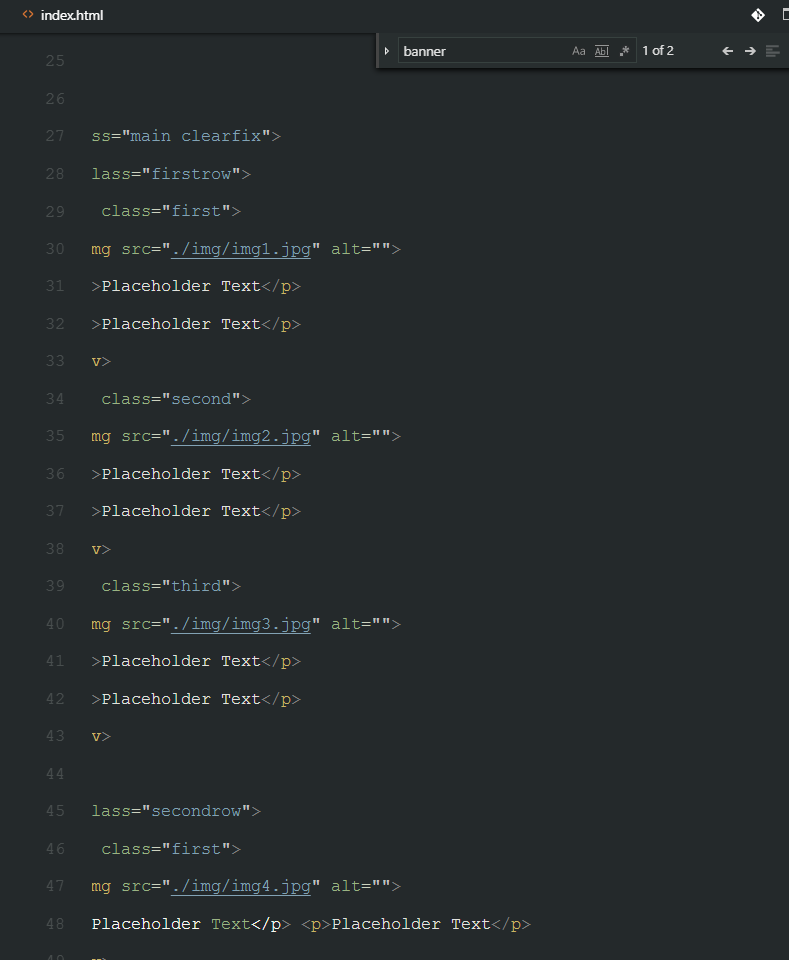 <> index.html
banner Aa Abl .* 1 of 2
25
26
27 ss="main clearfix">
28 lass="firstrow">
29 class="first">
30 mg src="./img/img1.jpg" alt="">
31 >Placeholder Text</p>
32 >Placeholder Text</p>
33 v>
34 class="second">
35 mg src="./img/img2.jpg" alt="">
36 >Placeholder Text</p>
37 >Placeholder Text</p>
38 v>
39 class="third">
40 mg src="./img/img3.jpg" alt="">
41 >Placeholder Text</p>
42 >Placeholder Text</p>
43 v>
44
45 lass="secondrow">
46 class="first">
47 mg src="./img/img4.jpg" alt="">
48 Placeholder Text</p> <p>Placeholder Text</p>